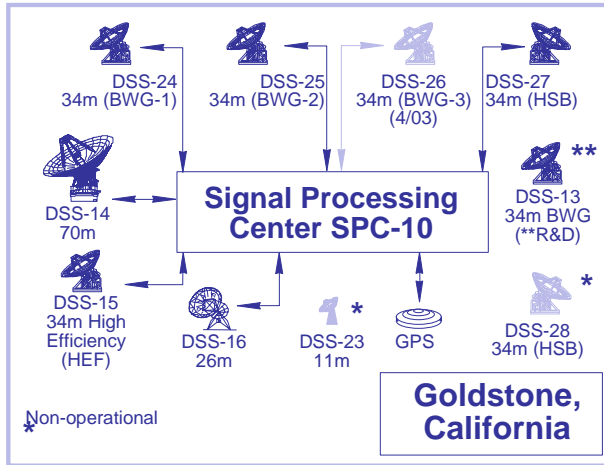 DSS-24
34m (BWG-1)
DSS-25
34m (BWG-2)
DSS-26
34m (BWG-3)
(4/03)
DSS-27
34m (HSB)
DSS-14
70m
Signal Processing
Center SPC-10
**
DSS-13
34m BWG
(**R&D)
DSS-15
34m High
Efficiency
(HEF)
DSS-16
26m
*
DSS-23
11m
GPS
*
DSS-28
34m (HSB)
*Non-operational
Goldstone,
California